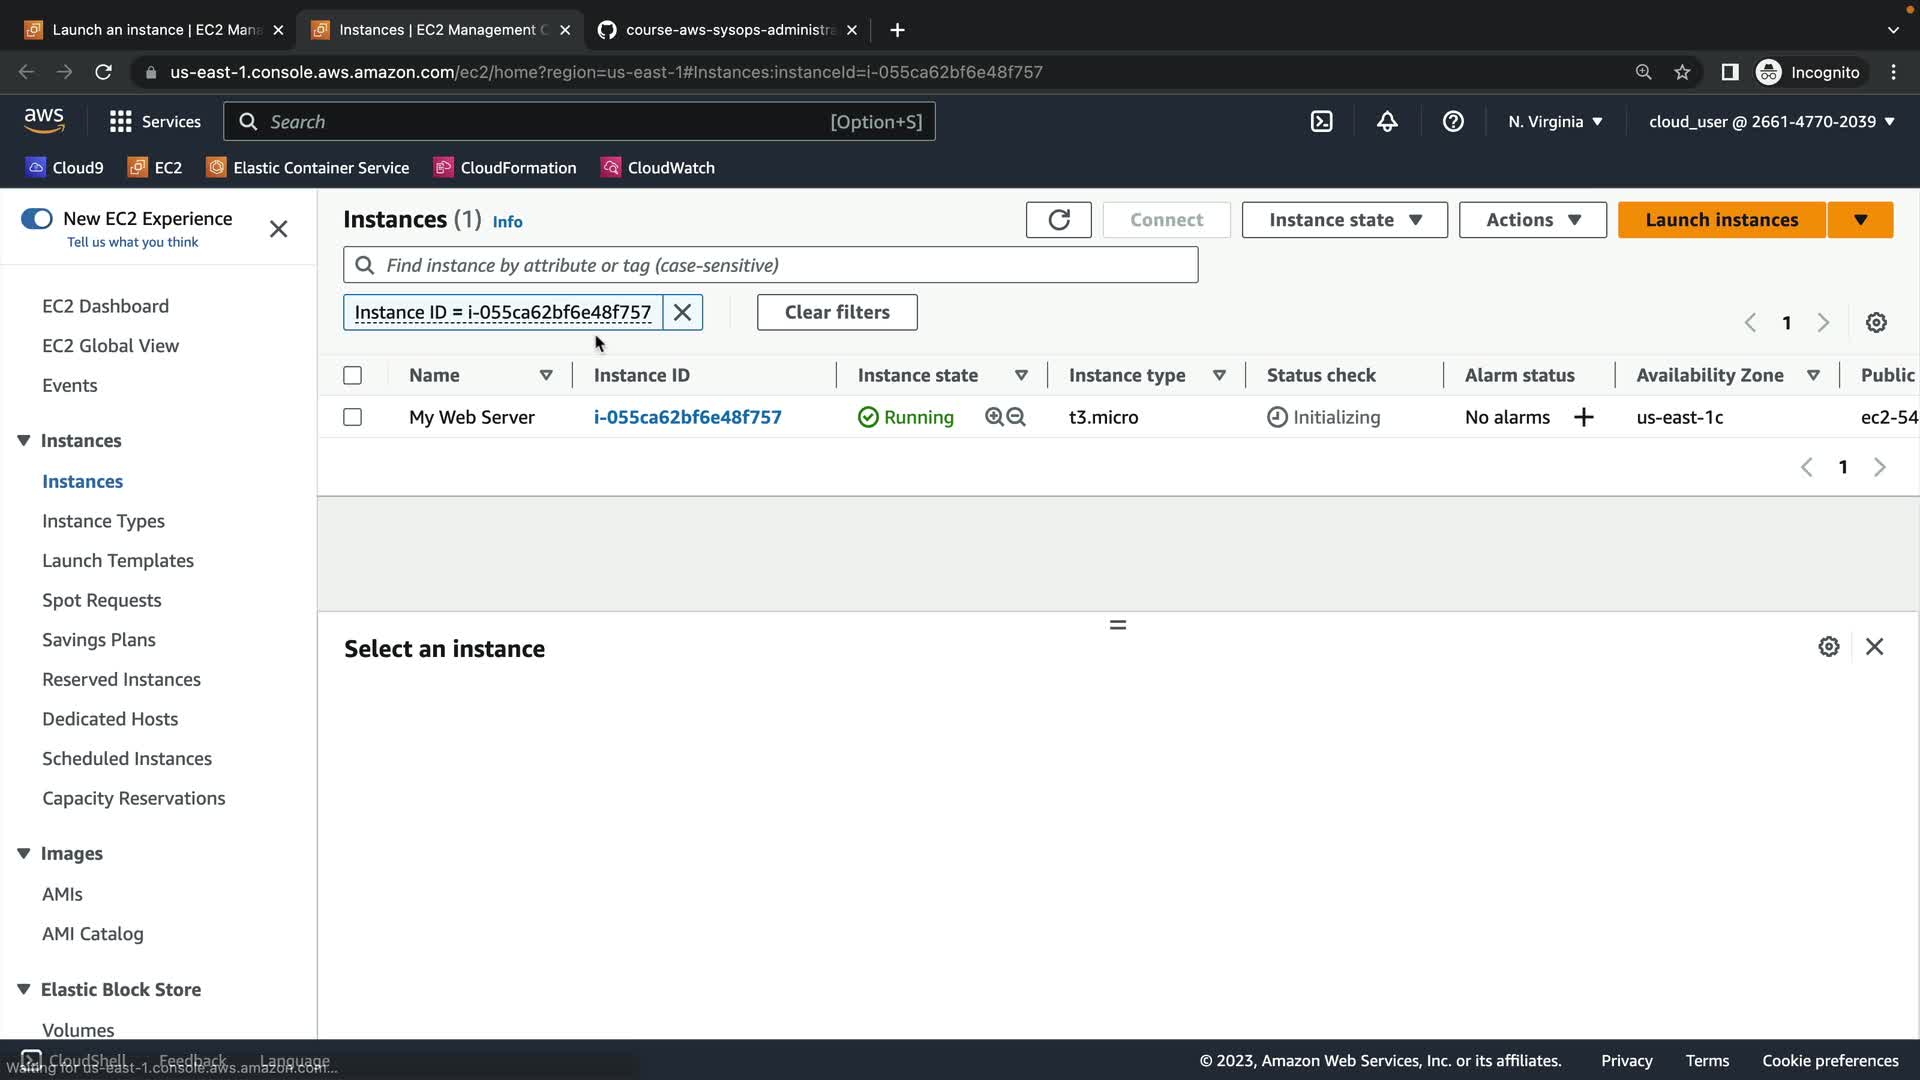 Launch an instance | EC2 Mana
Instances | EC2 Management C
course-aws-sysops-administra
us-east-1.console.aws.amazon.com/ec2/home?region=us-east-1#Instances:instanceId=i-055ca62bf6e48f757
Incognito
aws
Services
Search
[Option+S]
N. Virginia
cloud_user @ 2661-4770-2039
Cloud9
EC2
Elastic Container Service
CloudFormation
CloudWatch
New EC2 Experience
Tell us what you think
EC2 Dashboard
EC2 Global View
Events
Instances
Instances
Instance Types
Launch Templates
Spot Requests
Savings Plans
Reserved Instances
Dedicated Hosts
Scheduled Instances
Capacity Reservations
Images
AMIs
AMI Catalog
Elastic Block Store
Volumes
Instances (1) Info
Connect
Instance state
Actions
Launch instances
Find instance by attribute or tag (case-sensitive)
Instance ID = i-055ca62bf6e48f757
Clear filters
1
Name
Instance ID
Instance state
Instance type
Status check
Alarm status
Availability Zone
Public
My Web Server
i-055ca62bf6e48f757
Running
t3.micro
Initializing
No alarms
us-east-1c
ec2-54
1
Select an instance
CloudShell
Feedback
Language
Waiting for us-east-1.console.aws.amazon.com...
© 2023, Amazon Web Services, Inc. or its affiliates.
Privacy
Terms
Cookie preferences